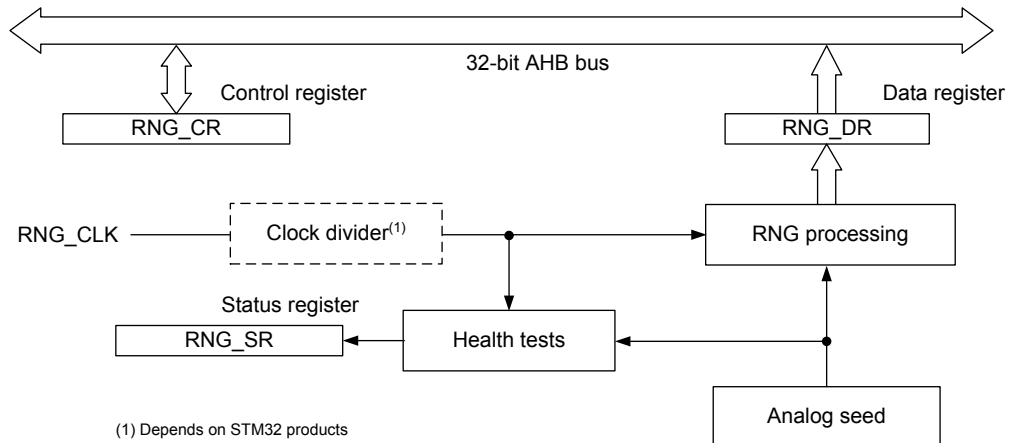 32-bit AHB bus
Control register
Data register
RNG_CR
RNG_DR
RNG_CLK
Clock divider(1)
RNG processing
Status register
RNG_SR
Health tests
Analog seed
(1) Depends on STM32 products